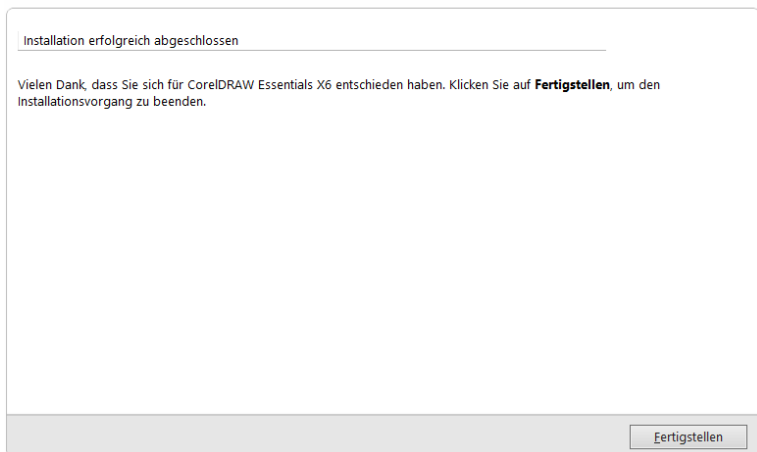 Installation erfolgreich abgeschlossen
Vielen Dank, dass Sie sich für CorelDRAW Essentials X6 entschieden haben. Klicken Sie auf Fertigstellen, um den
Installationsvorgang zu beenden.
Fertigstellen